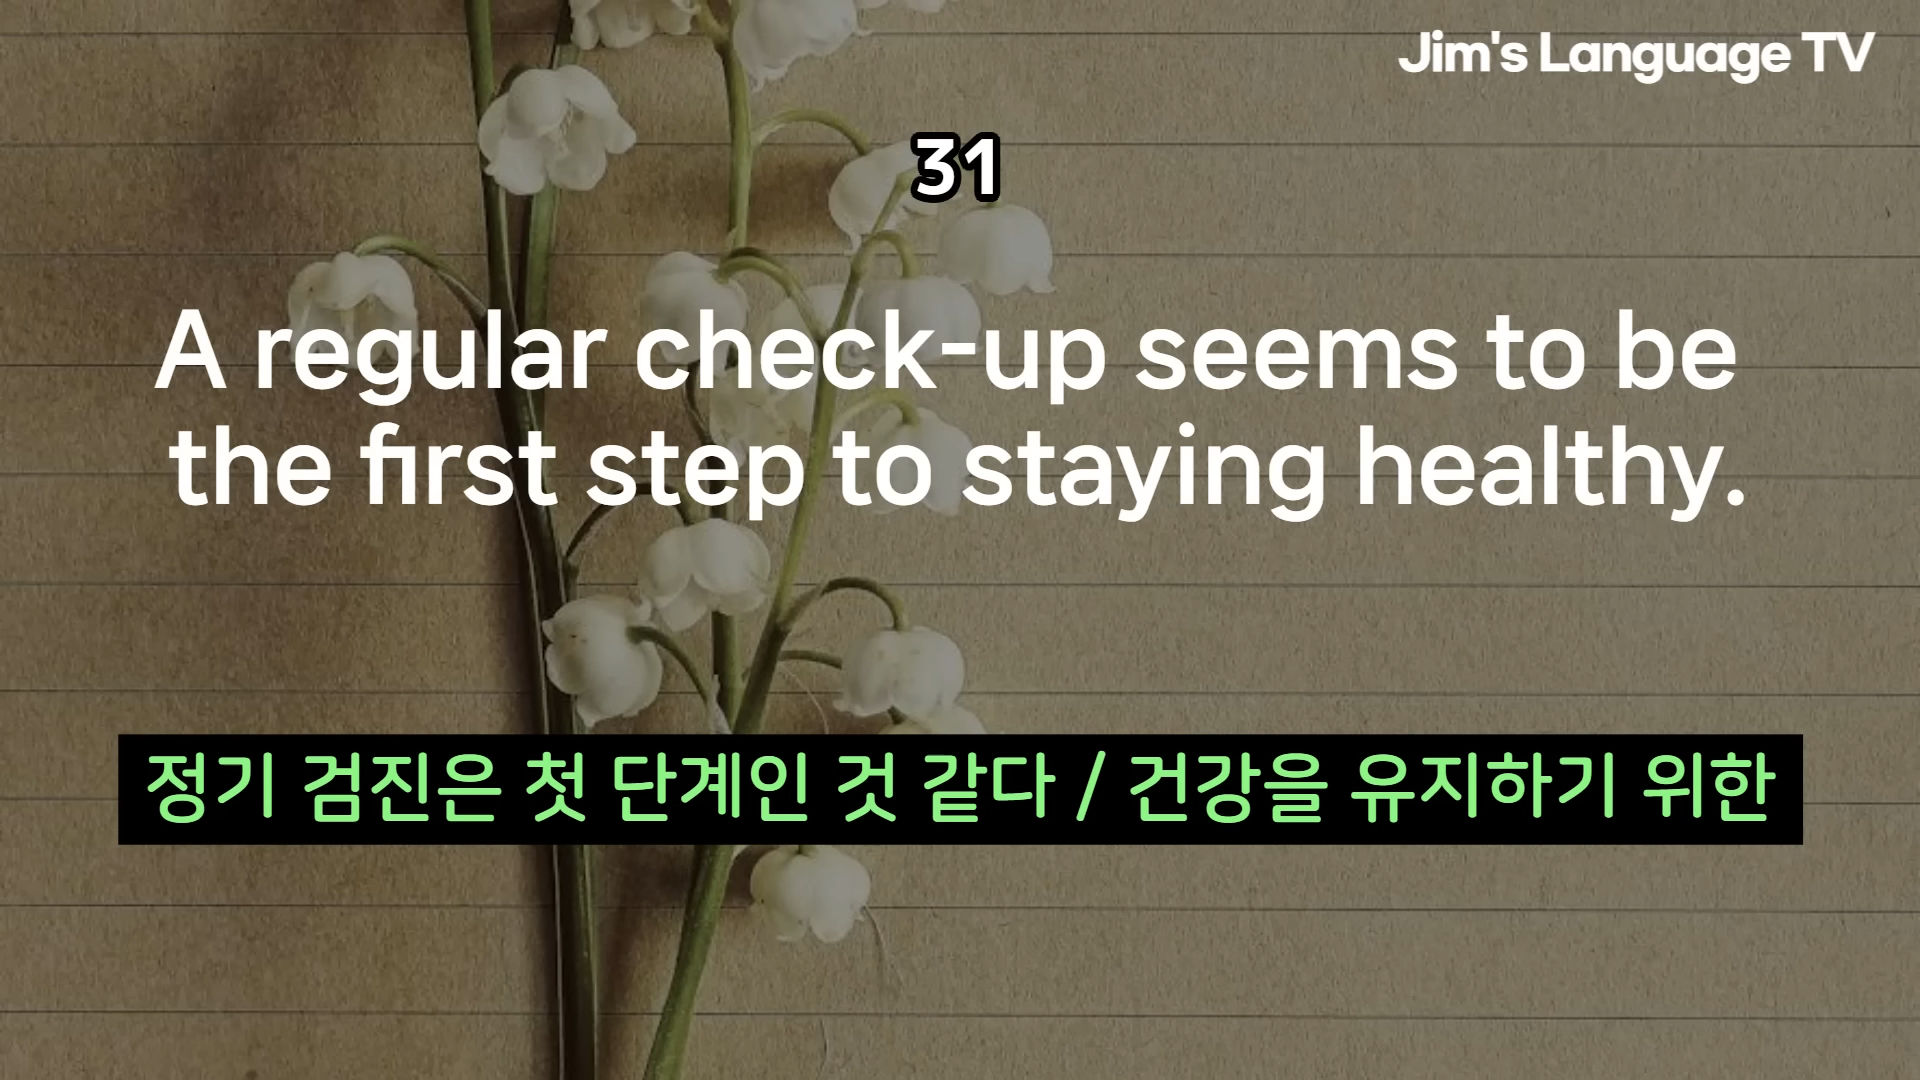 Jim's Language TV
31
A regular check-up seems to be
the first step to staying healthy.
정기 검진은 첫 단계인 것 같다 / 건강을 유지하기 위한